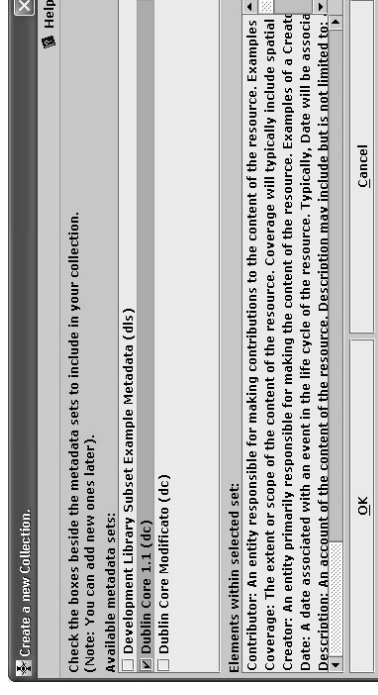 Create a new Collection.
Help
Check the boxes beside the metadata sets to include in your collection.
(Note: You can add new ones later).
Available metadata sets:
Development Library Subset Example Metadata (dls)
Dublin Core 1.1 (dc)
Dublin Core Modificato (dc)
Elements within selected set:
Contributor: An entity responsible for making contributions to the content of the resource. Examples
Coverage: The extent or scope of the content of the resource. Coverage will typically include spatial
Creator: An entity primarily responsible for making the content of the resource. Examples of a Creato
Date: A date associated with an event in the life cycle of the resource. Typically, Date will be associa
Description: An account of the content of the resource. Description may include but is not limited to:
OK
Cancel